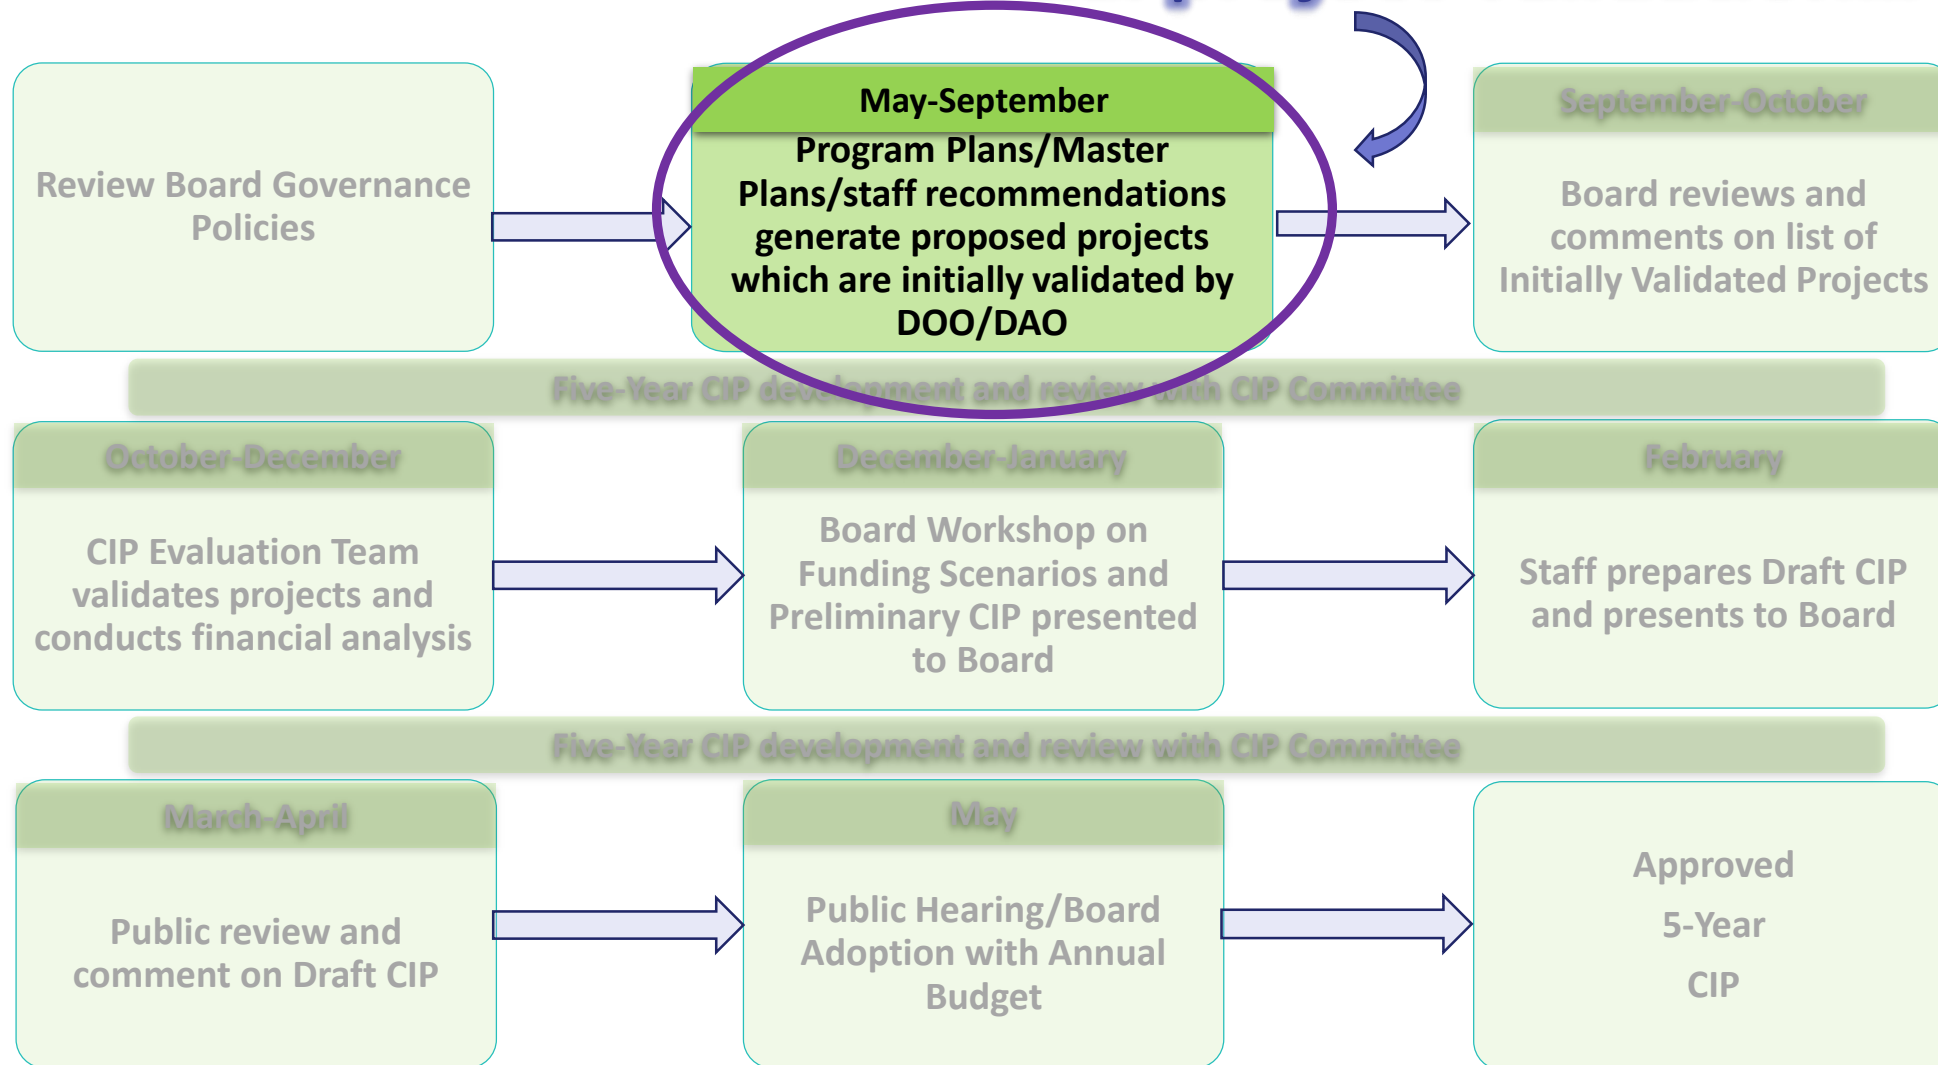 Review Board Governance
Policies
May-September
Program Plans/Master
Plans/staff recommendations
generate proposed projects
which are initially validated by
DOO/DAO
September-October
Board reviews and
comments on list of
Initially Validated Projects
Five-Year CIP development and review with CIP Committee
October-December
CIP Evaluation Team
validates projects and
conducts financial analysis
December-January
Board Workshop on
Funding Scenarios and
Preliminary CIP presented
to Board
February
Staff prepares Draft CIP
and presents to Board
Five-Year CIP development and review with CIP Committee
March-April
Public review and
comment on Draft CIP
May
Public Hearing/Board
Adoption with Annual
Budget
Approved
5-Year
CIP